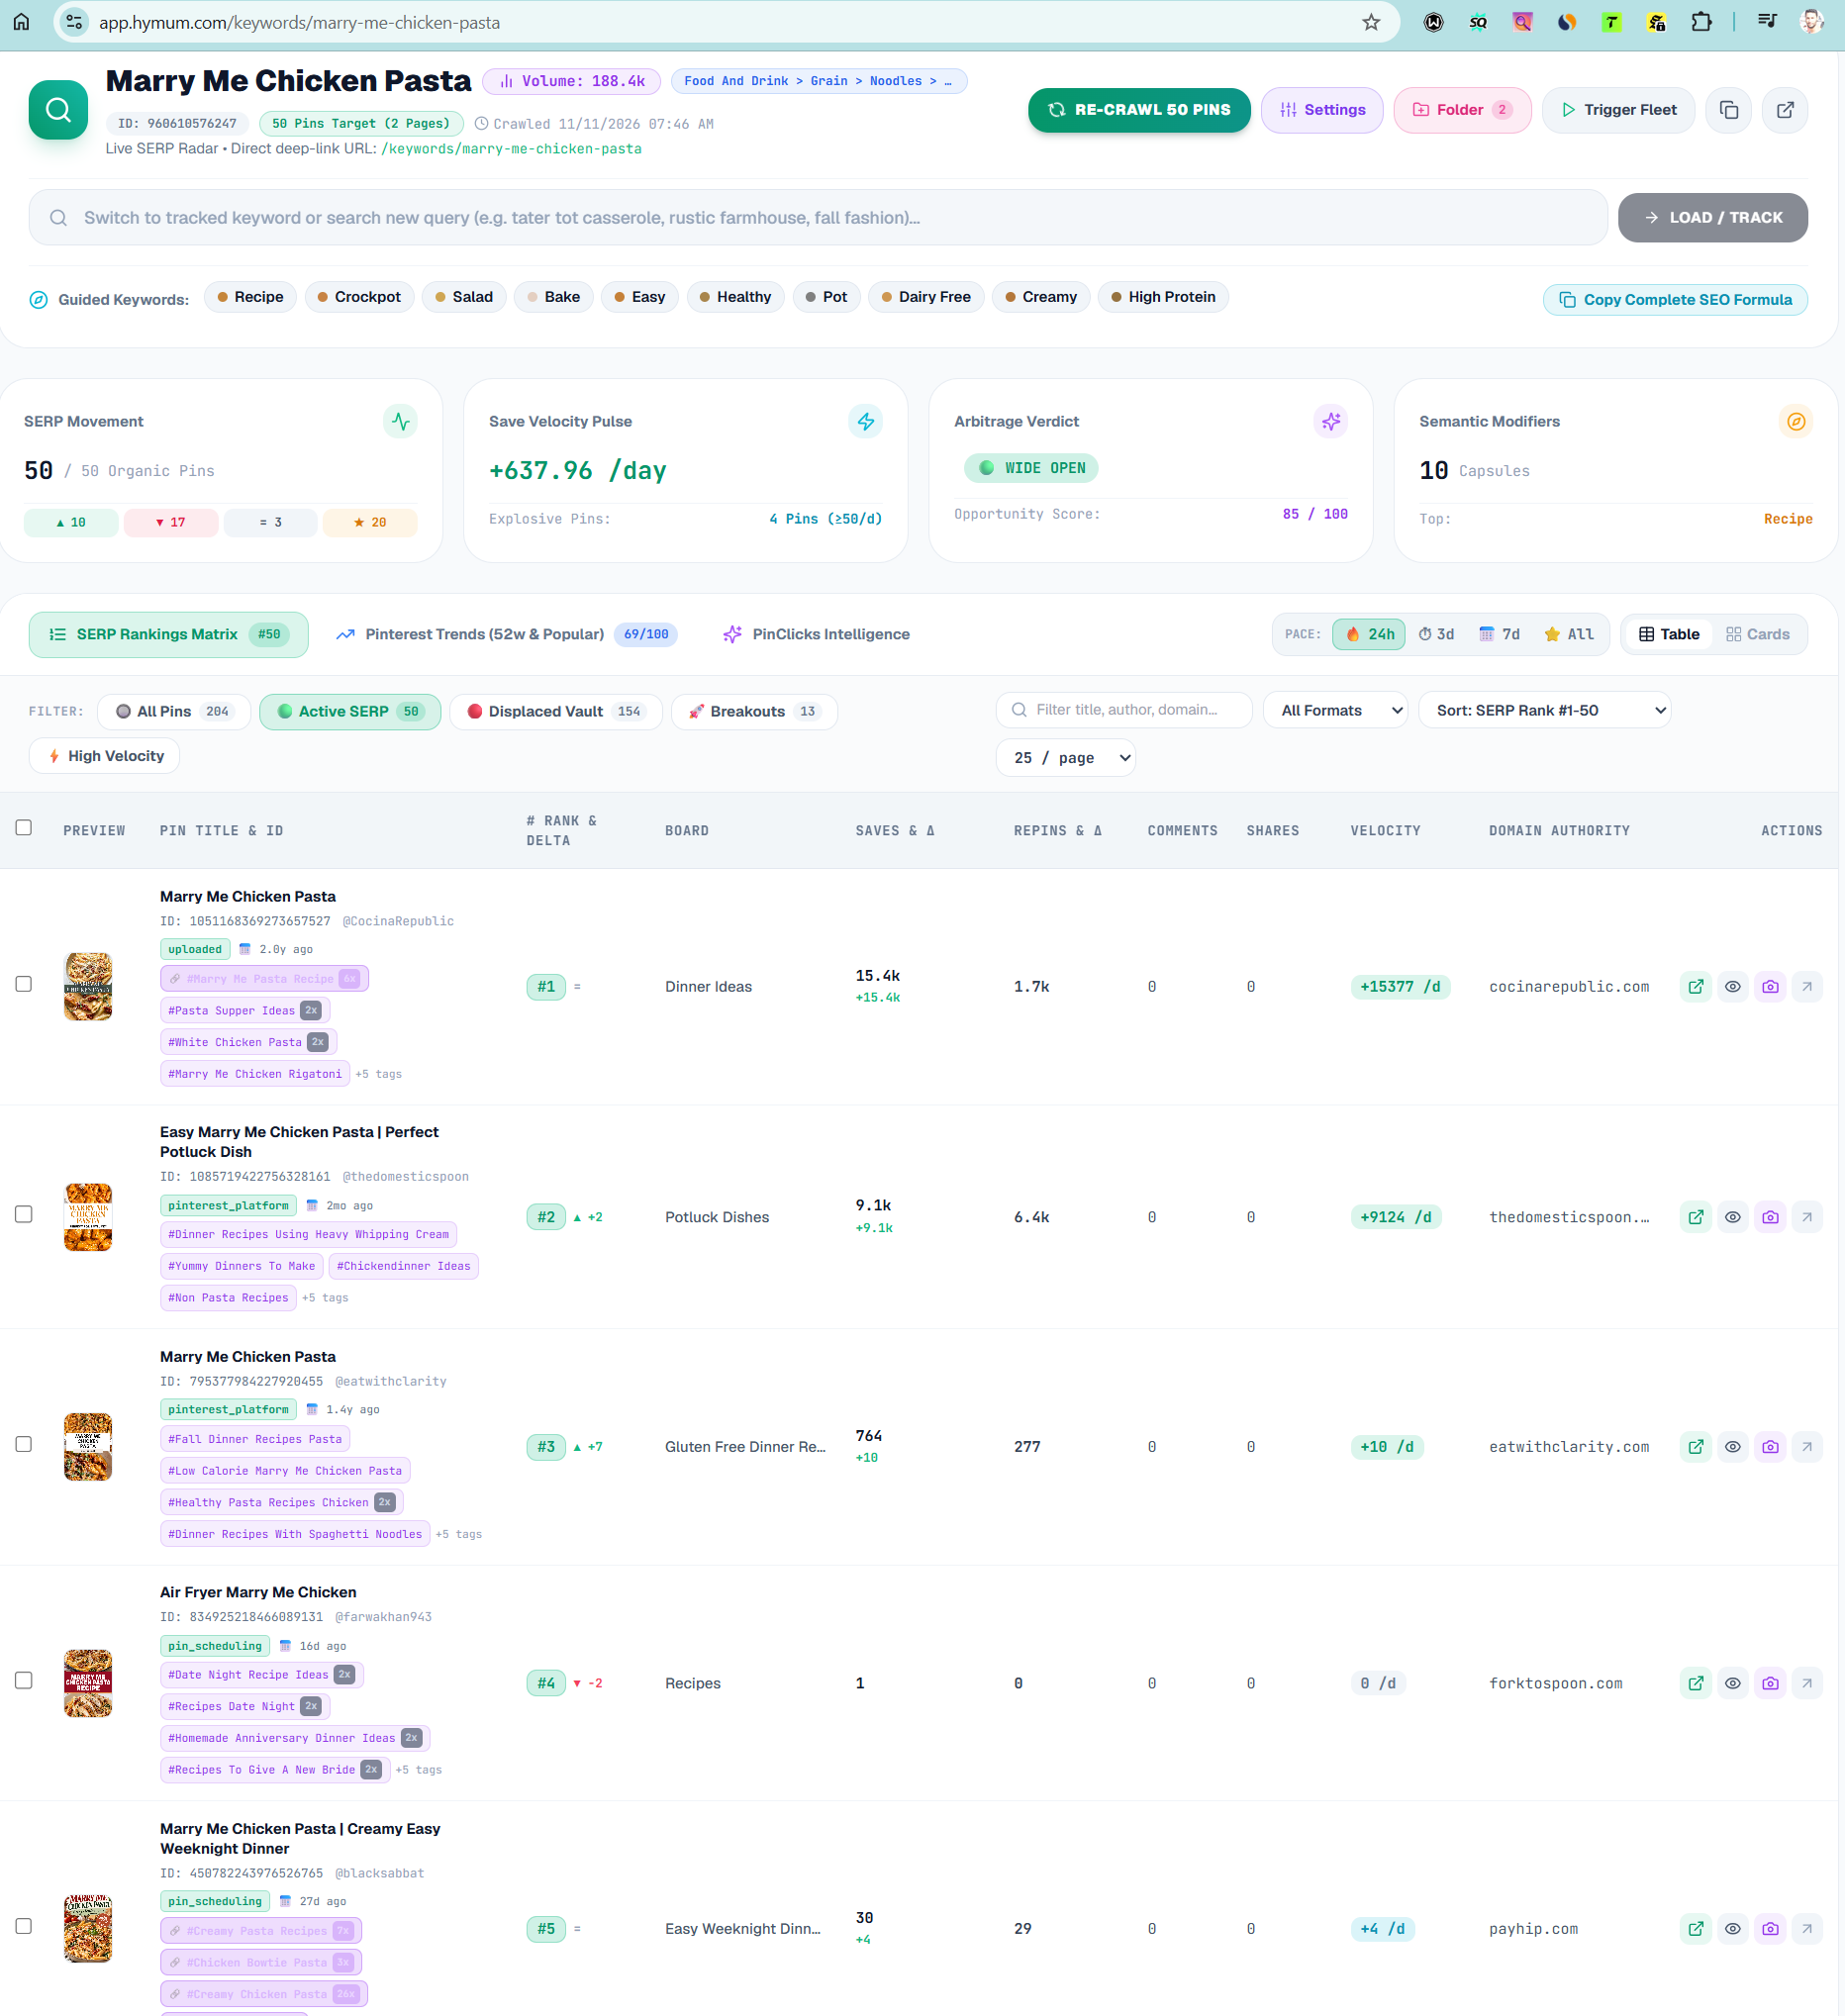 app.hymum.com/keywords/marry-me-chicken-pasta
Marry Me Chicken Pasta
Volume: 188.4k
Food And Drink > Grain > Noodles > …
ID: 960610576247
50 Pins Target (2 Pages)
Crawled 11/11/2026 07:46 AM
Live SERP Radar • Direct deep-link URL: /keywords/marry-me-chicken-pasta
RE-CRAWL 50 PINS
Settings
Folder 2
Trigger Fleet
Switch to tracked keyword or search new query (e.g. tater tot casserole, rustic farmhouse, fall fashion)...
LOAD / TRACK
Guided Keywords:
Recipe
Crockpot
Salad
Bake
Easy
Healthy
Pot
Dairy Free
Creamy
High Protein
Copy Complete SEO Formula
SERP Movement
50 / 50 Organic Pins
▲ 10
▼ 17
= 3
★ 20
Save Velocity Pulse
+637.96 /day
Explosive Pins:
4 Pins (≥50/d)
Arbitrage Verdict
WIDE OPEN
Opportunity Score:
85 / 100
Semantic Modifiers
10 Capsules
Top:
Recipe
SERP Rankings Matrix #50
Pinterest Trends (52w & Popular) 69/100
PinClicks Intelligence
PACE:
24h
3d
7d
All
Table
Cards
FILTER:
All Pins 204
Active SERP 50
Displaced Vault 154
Breakouts 13
High Velocity
Filter title, author, domain...
All Formats
Sort: SERP Rank #1-50
25 / page
PREVIEW
PIN TITLE & ID
# RANK & DELTA
BOARD
SAVES & Δ
REPINS & Δ
COMMENTS
SHARES
VELOCITY
DOMAIN AUTHORITY
ACTIONS
Marry Me Chicken Pasta
ID: 1051168369273657527 @CocinaRepublic
uploaded 2.0y ago
#Marry Me Pasta Recipe 6x
#Pasta Supper Ideas 2x
#White Chicken Pasta 2x
#Marry Me Chicken Rigatoni +5 tags
#1 =
Dinner Ideas
15.4k
+15.4k
1.7k
0
0
+15377 /d
cocinarepublic.com
Easy Marry Me Chicken Pasta | Perfect
Potluck Dish
ID: 1085719422756328161 @thedomesticspoon
pinterest_platform 2mo ago
#Dinner Recipes Using Heavy Whipping Cream
#Yummy Dinners To Make #Chickendinner Ideas
#Non Pasta Recipes +5 tags
MARRY ME
CHICKEN
PASTA
#2 ▲ +2
Potluck Dishes
9.1k
+9.1k
6.4k
0
0
+9124 /d
thedomesticspoon.…
Marry Me Chicken Pasta
ID: 795377984227920455 @eatwithclarity
pinterest_platform 1.4y ago
#Fall Dinner Recipes Pasta
#Low Calorie Marry Me Chicken Pasta
#Healthy Pasta Recipes Chicken 2x
#Dinner Recipes With Spaghetti Noodles +5 tags
MARRY ME
CHICKEN
PASTA
#3 ▲ +7
Gluten Free Dinner Re...
764
+10
277
0
0
+10 /d
eatwithclarity.com
Air Fryer Marry Me Chicken
ID: 834925218466089131 @farwakhan943
pin_scheduling 16d ago
#Date Night Recipe Ideas 2x
#Recipes Date Night 2x
#Homemade Anniversary Dinner Ideas 2x
#Recipes To Give A New Bride 2x +5 tags
MARRY ME
CHICKEN PASTA
RECIPE
#4 ▼ -2
Recipes
1
0
0
0
0 /d
forktospoon.com
Marry Me Chicken Pasta | Creamy Easy
Weeknight Dinner
ID: 450782243976526765 @blacksabbat
pin_scheduling 27d ago
#Creamy Pasta Recipes 7x
#Chicken Bowtie Pasta 3x
#Creamy Chicken Pasta 26x
MARRY ME
CHICKEN PASTA
#5 =
Easy Weeknight Dinn...
30
+4
29
0
0
+4 /d
payhip.com